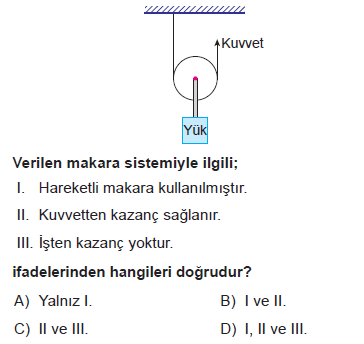 Kuvvet
Yük
Verilen makara sistemiyle ilgili;
I. Hareketli makara kullanılmıştır.
II. Kuvvetten kazanç sağlanır.
III. İşten kazanç yoktur.
ifadelerinden hangileri doğrudur?
A) Yalnız I. B) I ve II.
C) II ve III. D) I, II ve III.